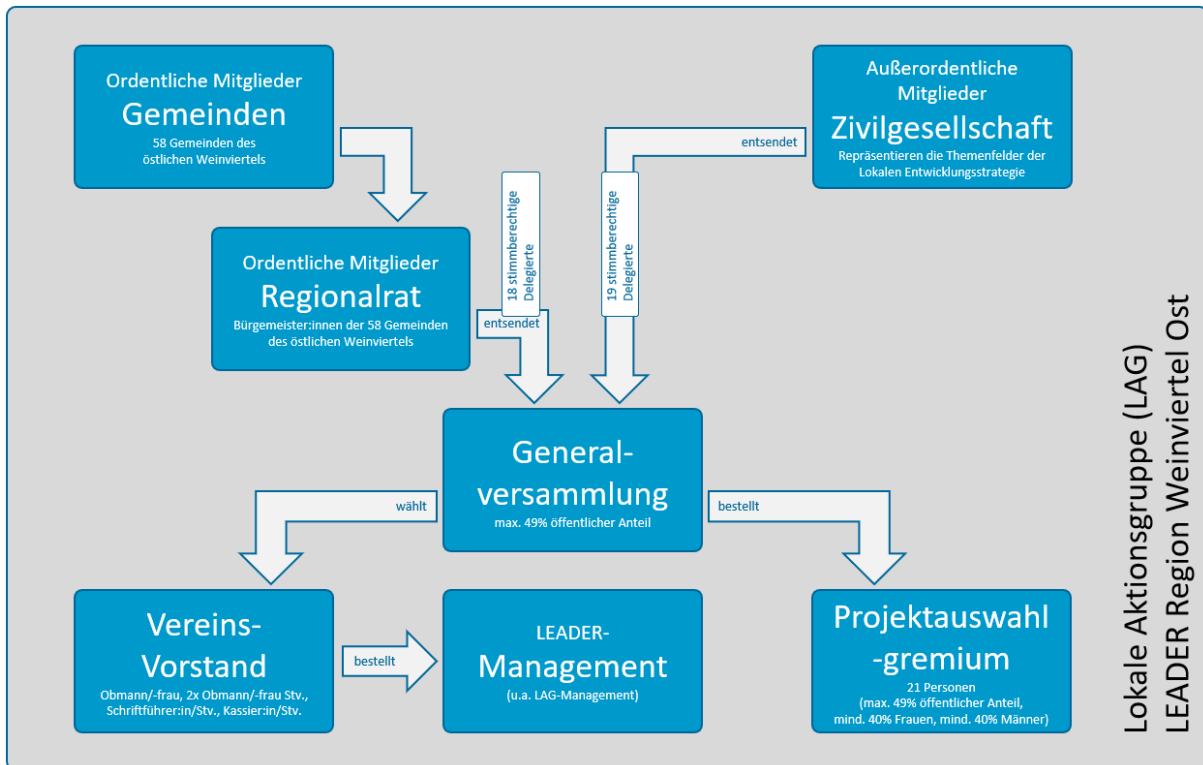 Ordentliche Mitglieder
Gemeinden
58 Gemeinden des
östlichen Weinviertels
Außerordentliche
Mitglieder
Zivilgesellschaft
Repräsentieren die Themenfelder der
Lokalen Entwicklungsstrategie
entsendet
18 stimmberechtige
Delegierte
19 stimmberechtige
Delegierte
Ordentliche Mitglieder
Regionalrat
Bürgemeister:innen der 58 Gemeinden
des östlichen Weinviertels
entsendet
General-
versammlung
max. 49% öffentlicher Anteil
wählt
bestellt
Vereins-
Vorstand
Obmann/-frau, 2x Obmann/-frau Stv.,
Schriftführer:in/Stv., Kassier:in/Stv.
bestellt
LEADER-
Management
(u.a. LAG-Management)
Projektauswahl
-gremium
21 Personen
(max. 49% öffentlicher Anteil,
mind. 40% Frauen, mind. 40% Männer)
Lokale Aktionsgruppe (LAG)
LEADER Region Weinviertel Ost